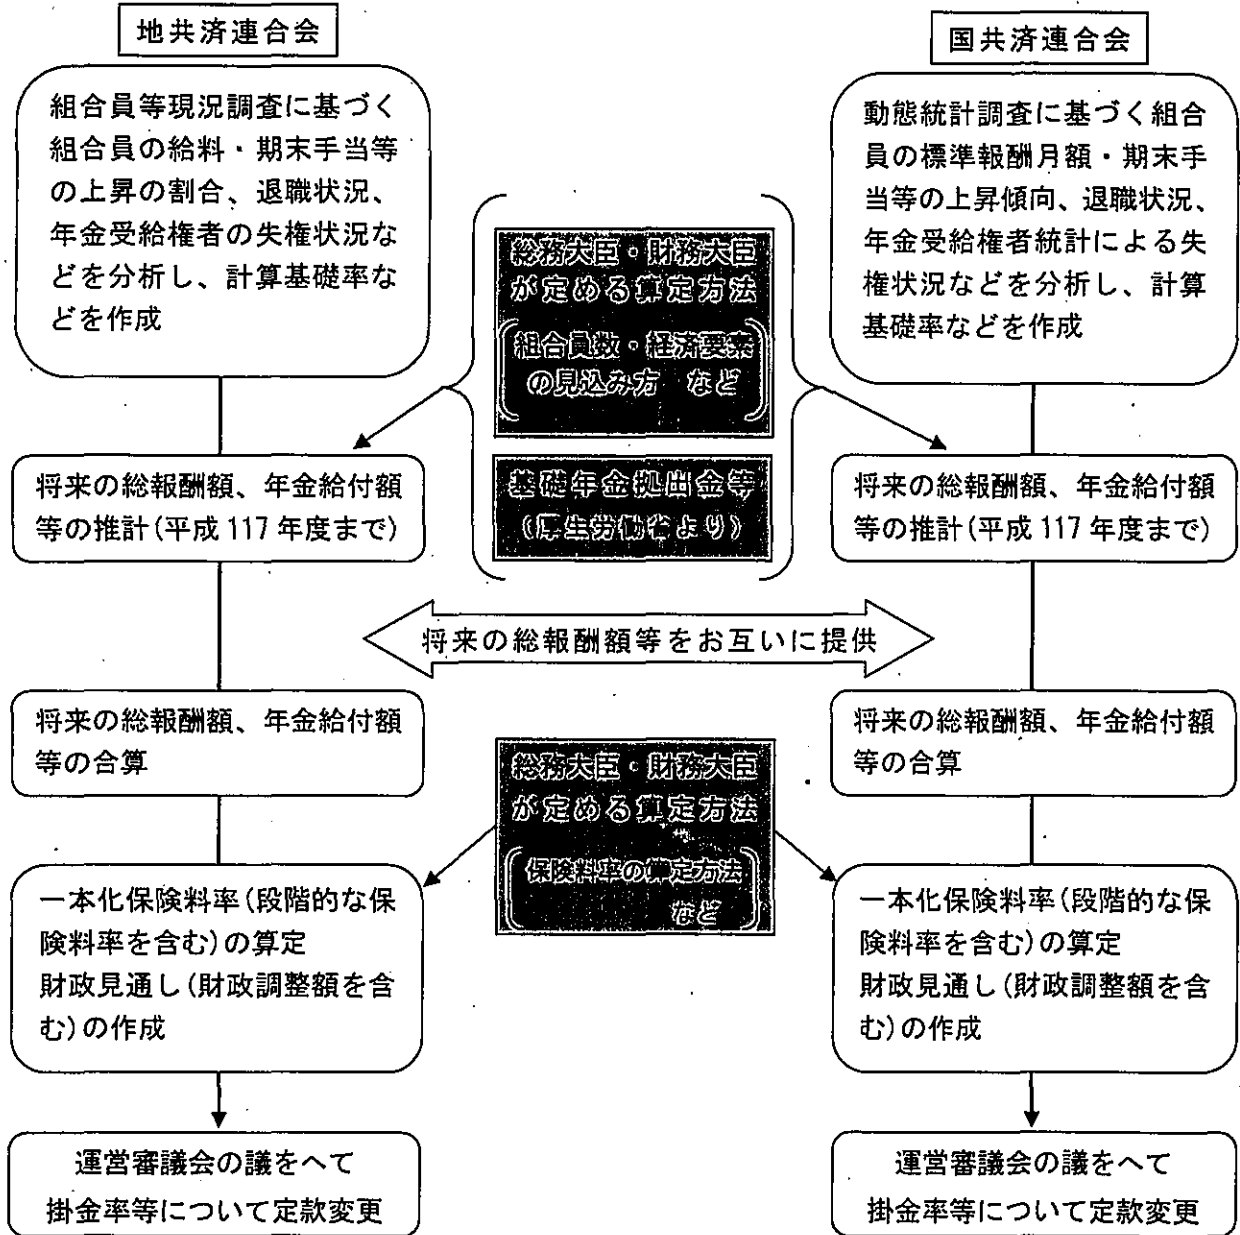 地共済連合会
組合員等現況調査に基づく
組合員の給料・期末手当等
の上昇の割合、退職状況、
年金受給権者の失権状況な
どを分析し、計算基礎率な
どを作成
国共済連合会
動態統計調査に基づく組合
員の標準報酬月額・期末手
当等の上昇傾向、退職状況、
年金受給権者統計による失
権状況などを分析し、計算
基礎率などを作成
総務大臣・財務大臣
が定める算定方法
組合員数・経済要素
の見込み方 など
基礎年金拠出金等
(厚生労働省より)
将来の総報酬額、年金給付額
等の推計(平成 117 年度まで)
将来の総報酬額、年金給付額
等の推計(平成 117 年度まで)
将来の総報酬額等をお互いに提供
将来の総報酬額、年金給付額
等の合算
将来の総報酬額、年金給付額
等の合算
総務大臣・財務大臣
が定める算定方法
保険料率の算定方法
など
一本化保険料率(段階的な保
険料率を含む)の算定
財政見通し(財政調整額を含
む)の作成
一本化保険料率(段階的な保
険料率を含む)の算定
財政見通し(財政調整額を含
む)の作成
運営審議会の議をへて
掛金率等について定款変更
運営審議会の議をへて
掛金率等について定款変更